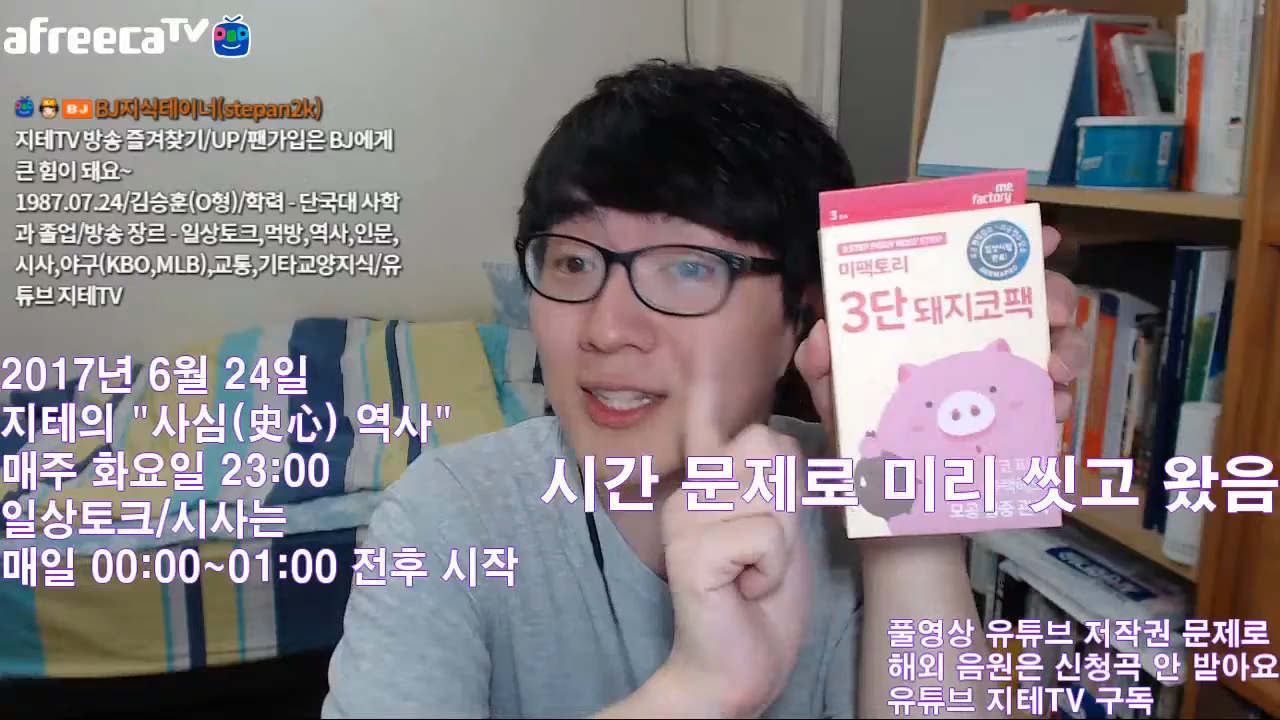 afreecaTV
BJ BJ지식테이너(stepan2k)
지테TV 방송 즐겨찾기/UP/팬가입은 BJ에게
큰 힘이 돼요~
1987.07.24/김승훈(O형)/학력 - 단국대 사학
과 졸업/방송 장르 - 일상토크,먹방,역사,인문,
시사,야구(KBO,MLB),교통,기타교양지식/유
튜브 지테TV
2017년 6월 24일
지테의 "사심(史心) 역사"
매주 화요일 23:00
일상토크/시사는
매일 00:00~01:00 전후 시작
me
factory
3
3 STEP PIGGY NOSE STRIP
미팩토리
3단 돼지코팩
DERMAPRO
시간 문제로 미리 씻고 왔음
풀영상 유튜브 저작권 문제로
해외 음원은 신청곡 안 받아요
유튜브 지테TV 구독